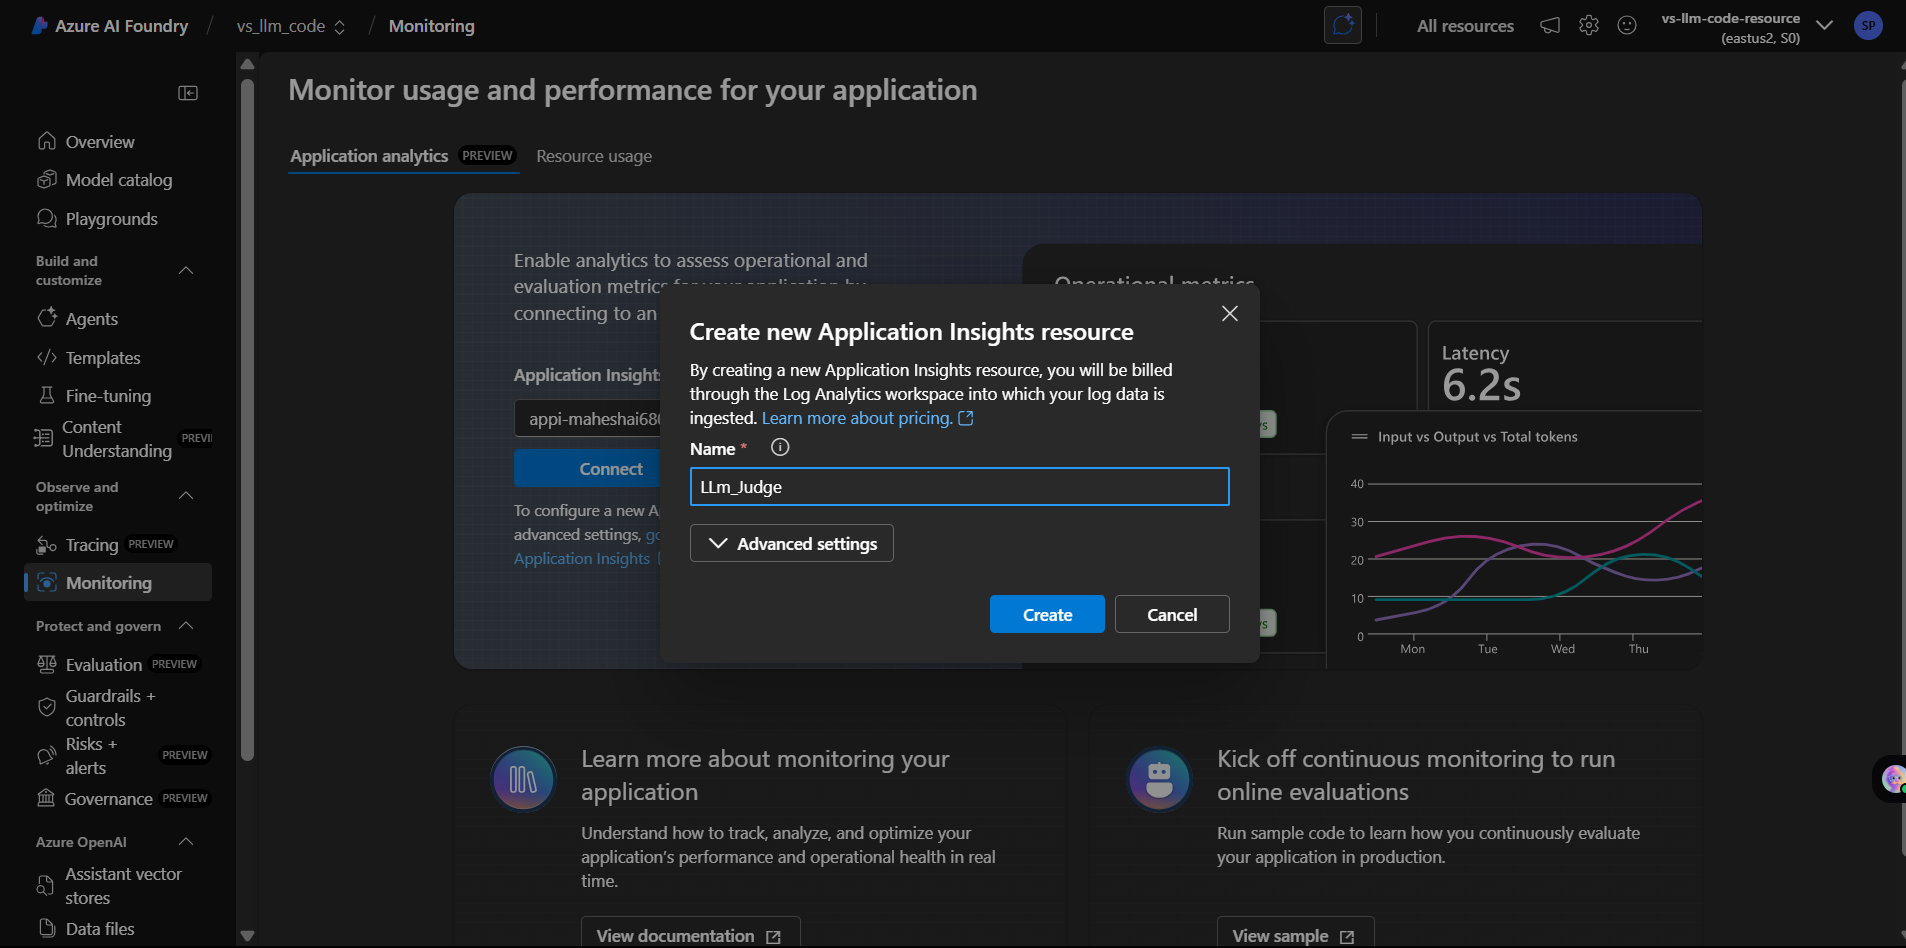 Azure AI Foundry / vs_llm_code / Monitoring
All resources
vs-llm-code-resource
(eastus2, S0)
SP
Overview
Model catalog
Playgrounds
Build and
customize
Agents
Templates
Fine-tuning
Content
Understanding
PREVI
Observe and
optimize
Tracing PREVIEW
Monitoring
Protect and govern
Evaluation PREVIEW
Guardrails +
controls
Risks +
alerts
PREVIEW
Governance PREVIEW
Azure OpenAI
Assistant vector
stores
Data files
Monitor usage and performance for your application
Application analytics PREVIEW Resource usage
Enable analytics to assess operational and
evaluation metrics for your application by
connecting to an
Application Insights
appi-maheshai68
Connect
To configure a new A
advanced settings, go
Application Insights
Operational metrics
Latency
6.2s
Input vs Output vs Total tokens
40
30
20
10
0
Mon Tue Wed Thu
Create new Application Insights resource
By creating a new Application Insights resource, you will be billed
through the Log Analytics workspace into which your log data is
ingested. Learn more about pricing.
Name *
LLm_Judge
Advanced settings
Create Cancel
Learn more about monitoring your
application
Understand how to track, analyze, and optimize your
application's performance and operational health in real
time.
View documentation
Kick off continuous monitoring to run
online evaluations
Run sample code to learn how you continuously evaluate
your application in production.
View sample